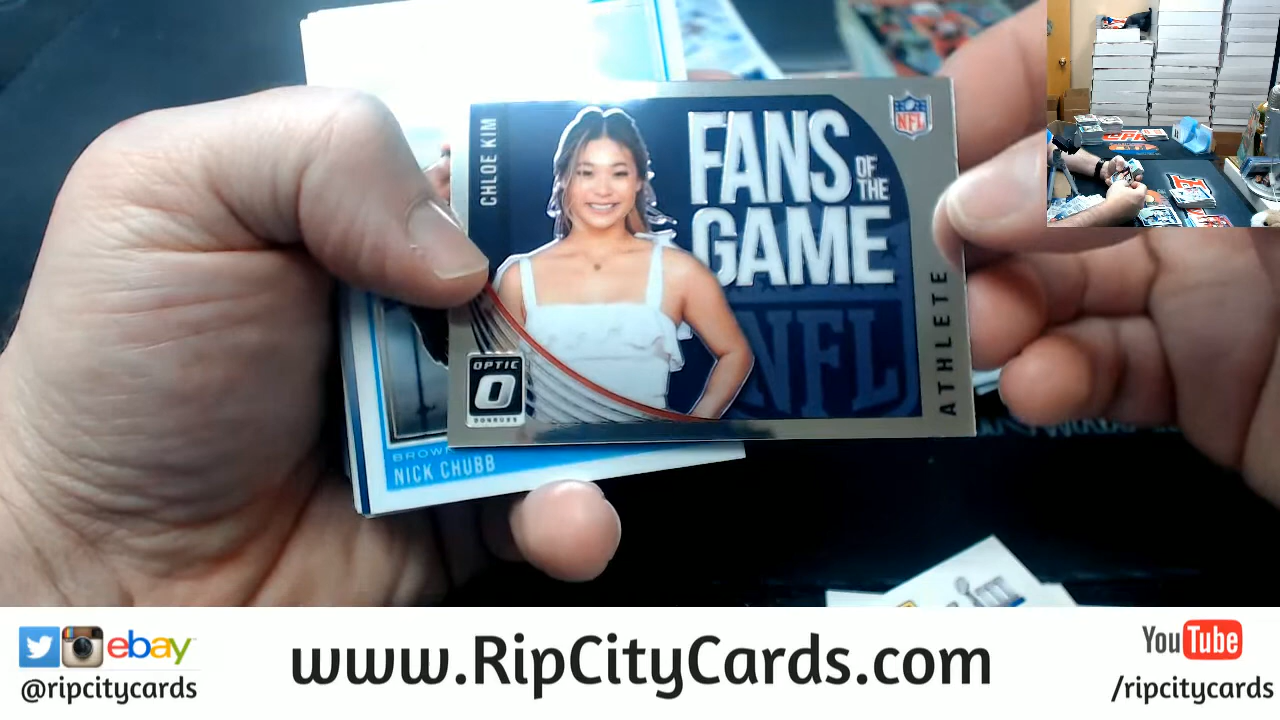 CHLOE KIM
FANS
OF
THE
GAME
NFL
NFL
ATHLETE
OPTIC
O
DONRUSS
BROWN
NICK CHUBB
ebay
@ripcitycards
www.RipCityCards.com
YouTube
/ripcitycards